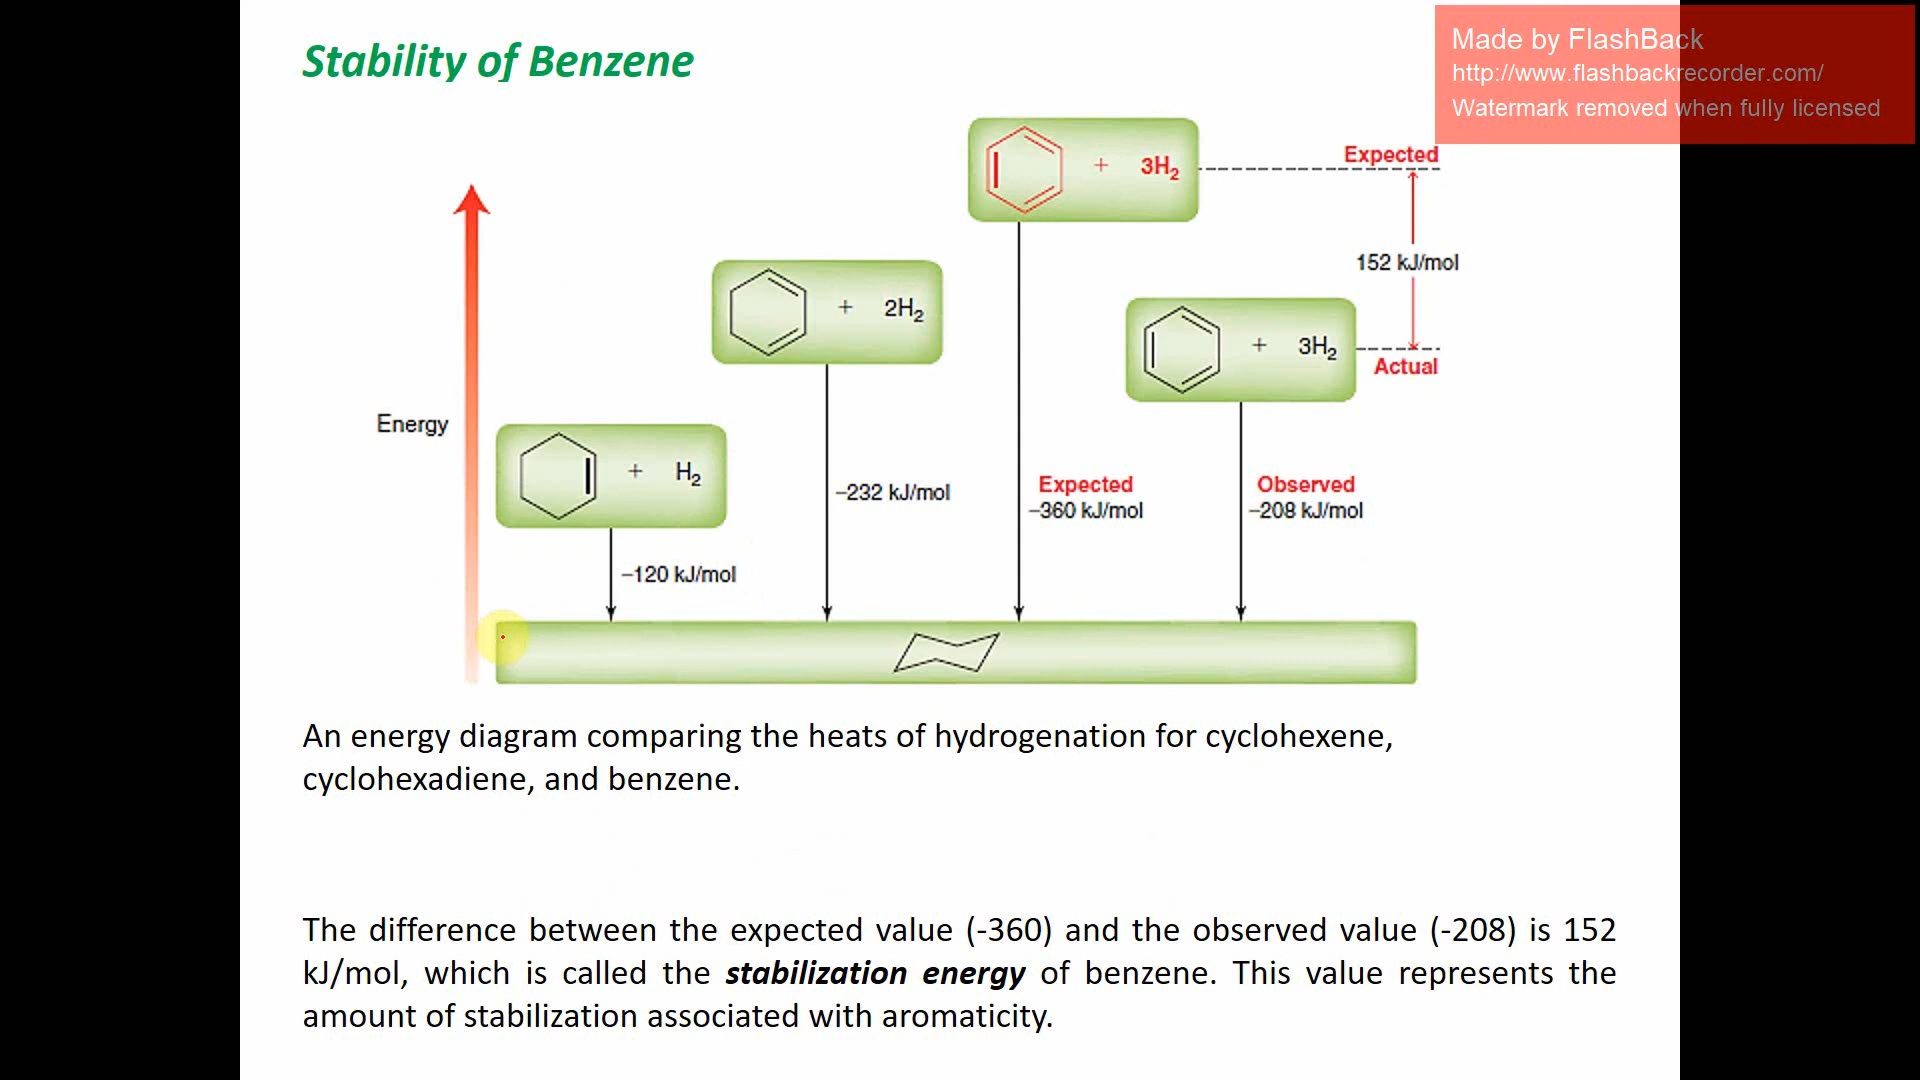 Stability of Benzene
Made by FlashBack
http://www.flashbackrecorder.com/
Watermark removed when fully licensed
Expected
+ 3H₂
152 kJ/mol
+ 2H₂
+ 3H₂
Actual
Energy
+ H₂
–232 kJ/mol
Expected
–360 kJ/mol
Observed
–208 kJ/mol
–120 kJ/mol
An energy diagram comparing the heats of hydrogenation for cyclohexene,
cyclohexadiene, and benzene.
The difference between the expected value (-360) and the observed value (-208) is 152
kJ/mol, which is called the stabilization energy of benzene. This value represents the
amount of stabilization associated with aromaticity.